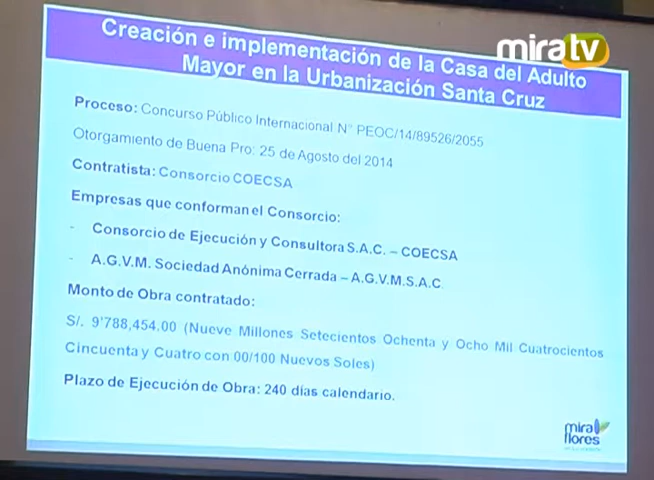 Creación e implementación de la Casa del Adulto
Mayor en la Urbanización Santa Cruz
miratv
Proceso: Concurso Público Internacional N° PEOC/14/89526/2055
Otorgamiento de Buena Pro: 25 de Agosto del 2014
Contratista: Consorcio COECSA
Empresas que conforman el Consorcio:
- Consorcio de Ejecución y Consultora S.A.C. – COECSA
- A.G.V.M. Sociedad Anónima Cerrada – A.G.V.M.S.A.C.
Monto de Obra contratado:
S/. 9'788,454.00 (Nueve Millones Setecientos Ochenta y Ocho Mil Cuatrocientos
Cincuenta y Cuatro con 00/100 Nuevos Soles)
Plazo de Ejecución de Obra: 240 días calendario.
mira
flores